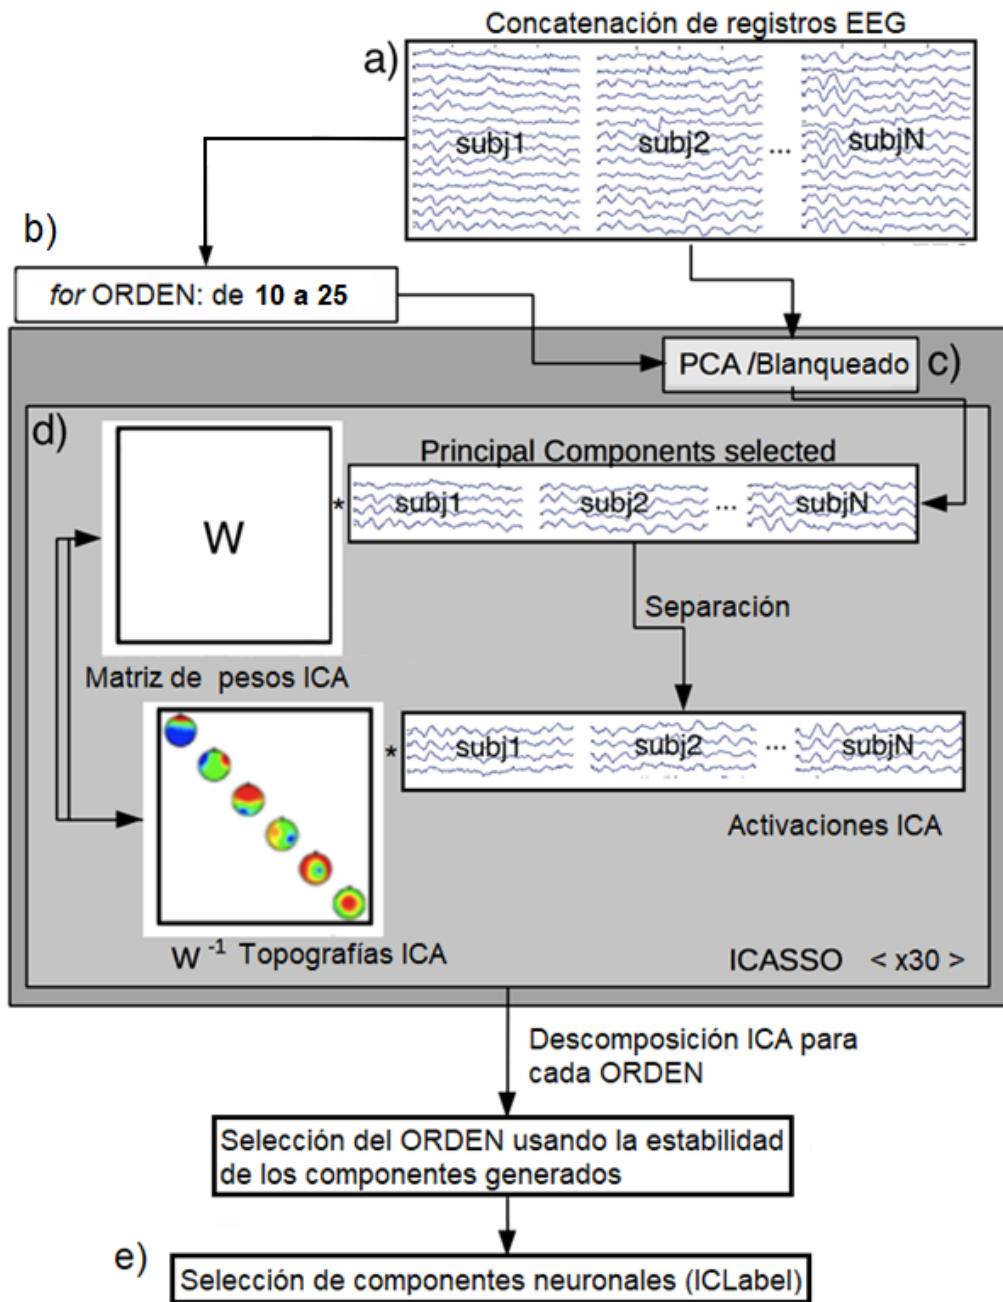 Concatenación de registros EEG
a)
subj1 subj2 ... subjN
b)
for ORDEN: de 10 a 25
PCA /Blanqueado
c)
d)
Principal Components selected
W
*
subj1 subj2 ... subjN
Separación
Matriz de pesos ICA
*
subj1 subj2 ... subjN
Activaciones ICA
W -1 Topografías ICA
ICASSO < x30 >
Descomposición ICA para
cada ORDEN
Selección del ORDEN usando la estabilidad
de los componentes generados
e)
Selección de componentes neuronales (ICLabel)